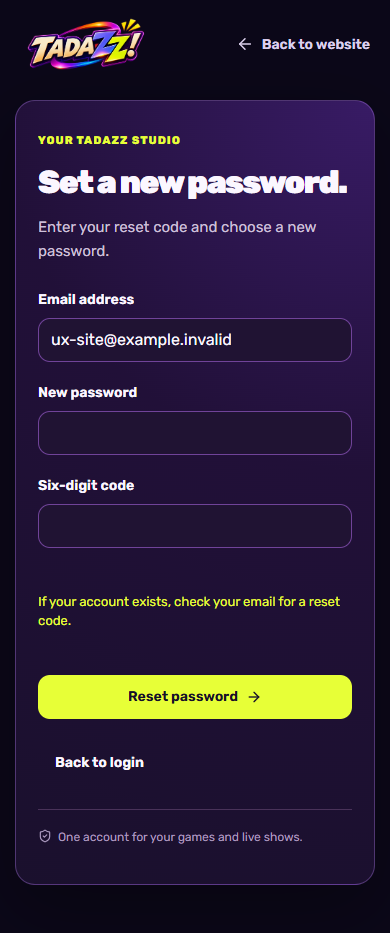 TADAZZ!
Back to website
YOUR TADAZZ STUDIO
Set a new password.
Enter your reset code and choose a new
password.
Email address
ux-site@example.invalid
New password
Six-digit code
If your account exists, check your email for a reset
code.
Reset password
Back to login
One account for your games and live shows.